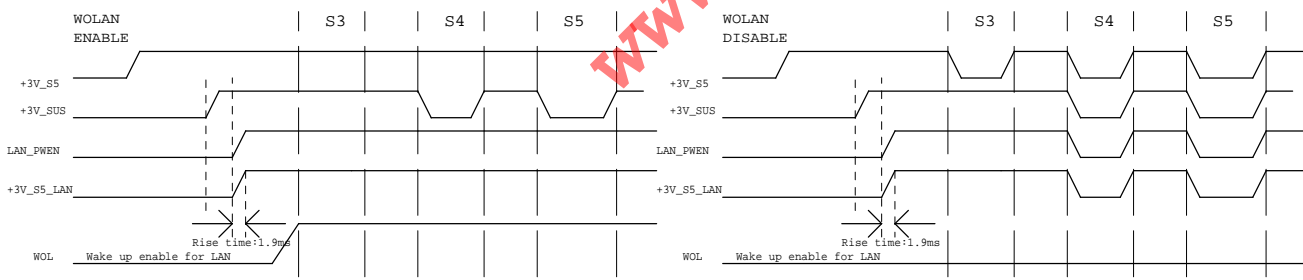 WOLAN
ENABLE
S3
S4
S5
+3V_S5
+3V_SUS
LAN_PWEN
+3V_S5_LAN
Rise time:1.9ms
WOL
Wake up enable for LAN
WOLAN
DISABLE
S3
S4
S5
+3V_S5
+3V_SUS
LAN_PWEN
+3V_S5_LAN
Rise time:1.9ms
WOL
Wake up enable for LAN
www